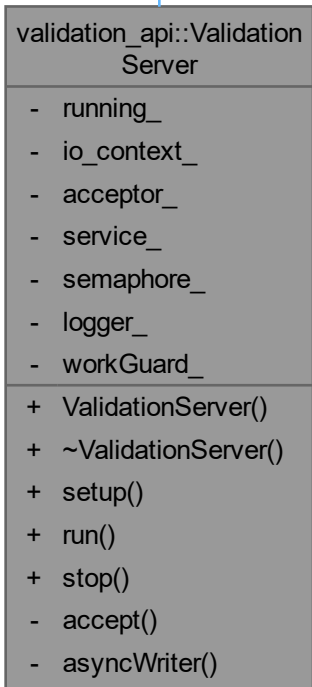 validation_api::Validation
Server
- running_
- io_context_
- acceptor_
- service_
- semaphore_
- logger_
- workGuard_
+ ValidationServer()
+ ~ValidationServer()
+ setup()
+ run()
+ stop()
- accept()
- asyncWriter()